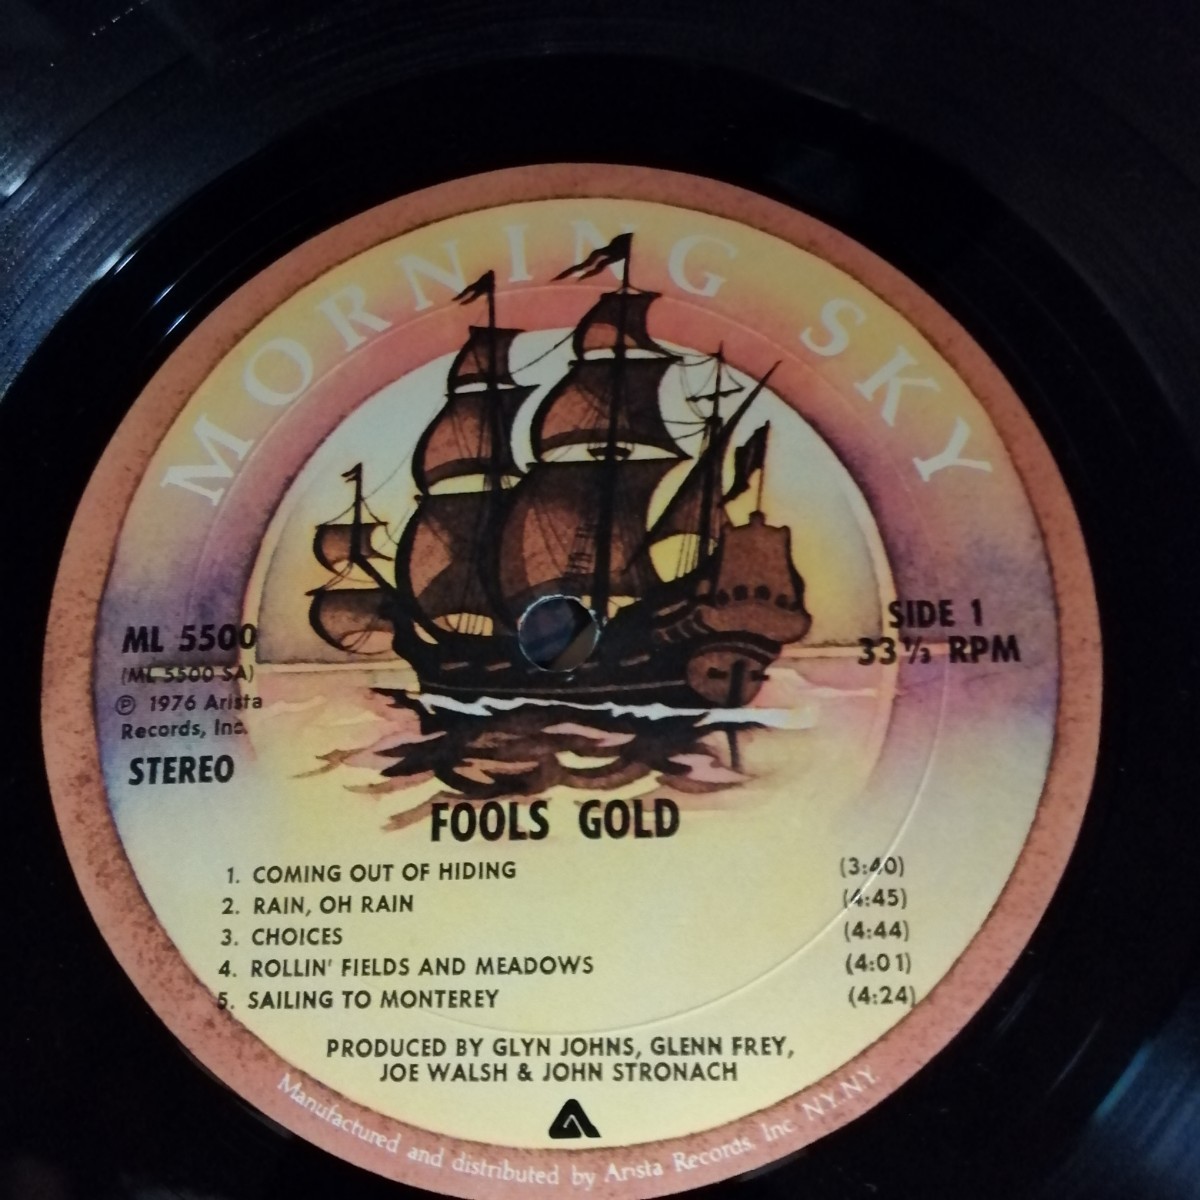 MORNING SKY
ML 5500
(ML 5500 SA)
Ⓟ 1976 Arista
Records, Inc.
STEREO
SIDE 1
33⅓ RPM
FOOLS GOLD
1. COMING OUT OF HIDING (3:40)
2. RAIN, OH RAIN (4:45)
3. CHOICES (4:44)
4. ROLLIN' FIELDS AND MEADOWS (4:01)
5. SAILING TO MONTEREY (4:24)
PRODUCED BY GLYN JOHNS, GLENN FREY,
JOE WALSH & JOHN STRONACH
Manufactured and distributed by Arista Records, Inc. N.Y. N.Y.